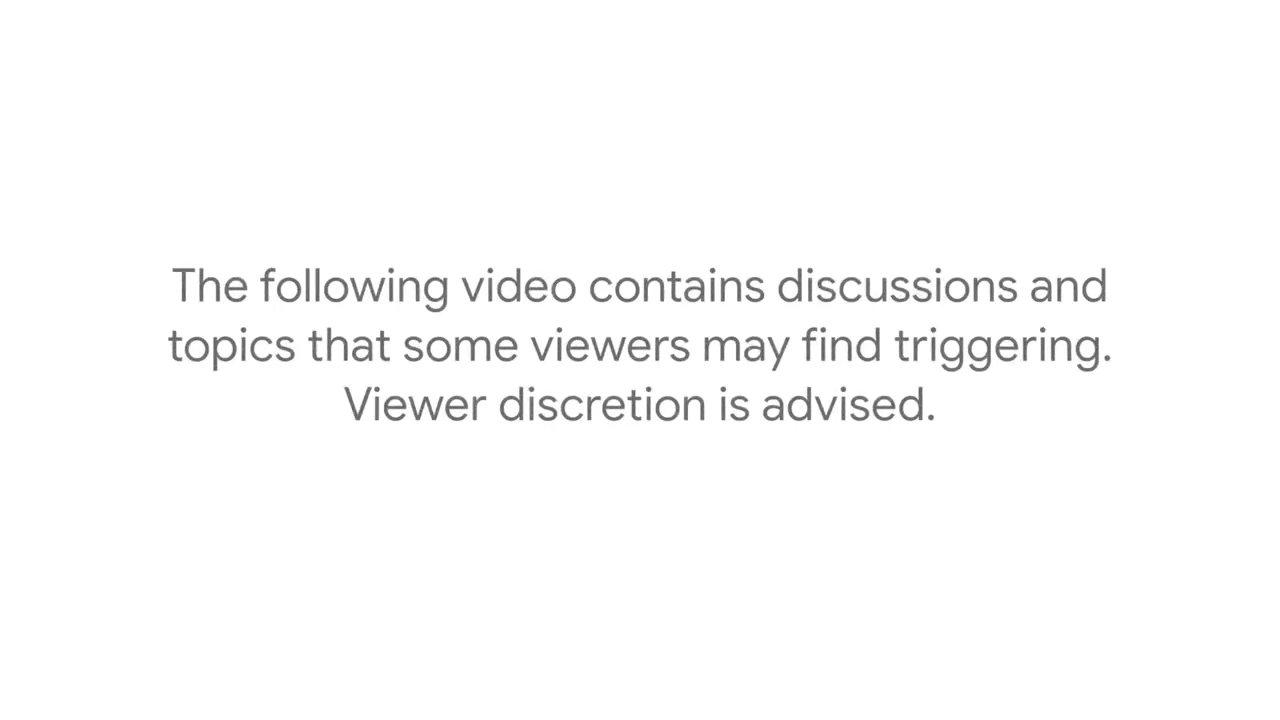 The following video contains discussions and
topics that some viewers may find triggering.
Viewer discretion is advised.